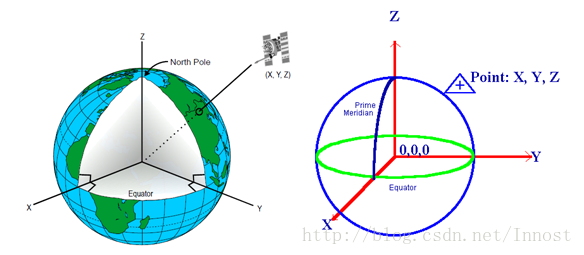 Z
North Pole
(X, Y, Z)
Equator
X
Y
Z
Point: X, Y, Z
Prime
Meridian
0,0,0
Y
Equator
X
http://blog.csdn.net/Innost